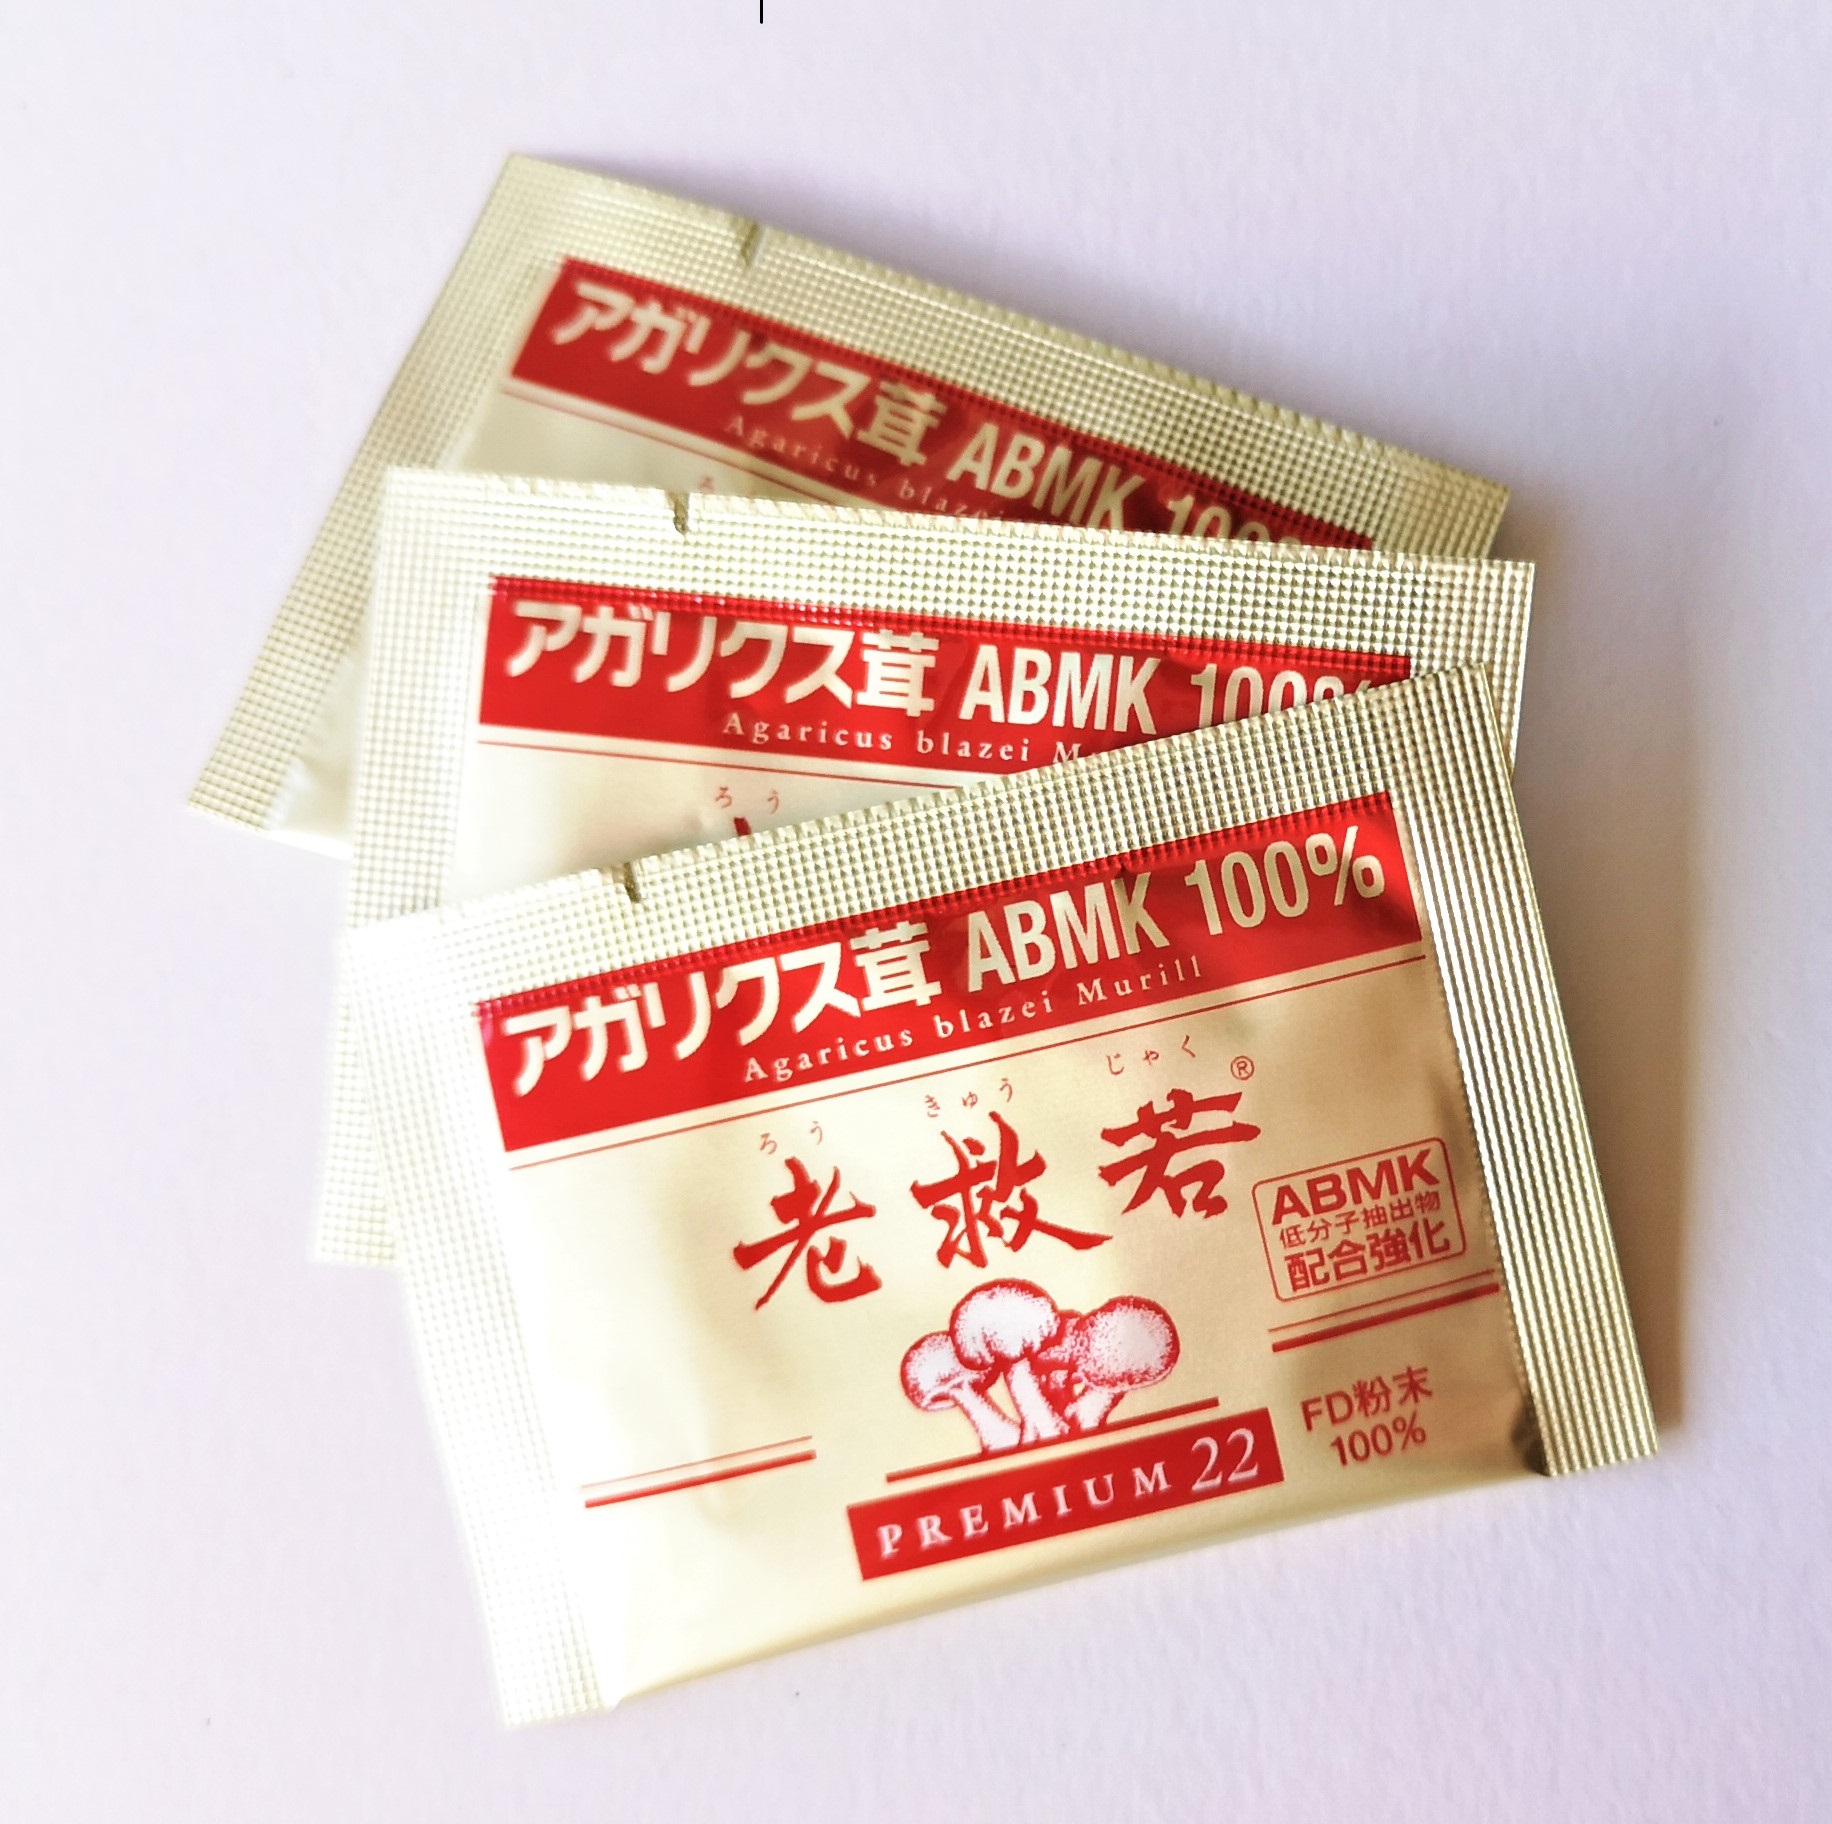 アガリクス茸 ABMK 100
Agaricus blazei
アガリクス茸 ABMK 100%
Agaricus blazei
ろう
アガリクス茸 ABMK 100%
Agaricus blazei Murill
ろう きゅう じゃく
老救若®
ABMK
低分子抽出物
配合強化
FD粉末
100%
PREMIUM 22